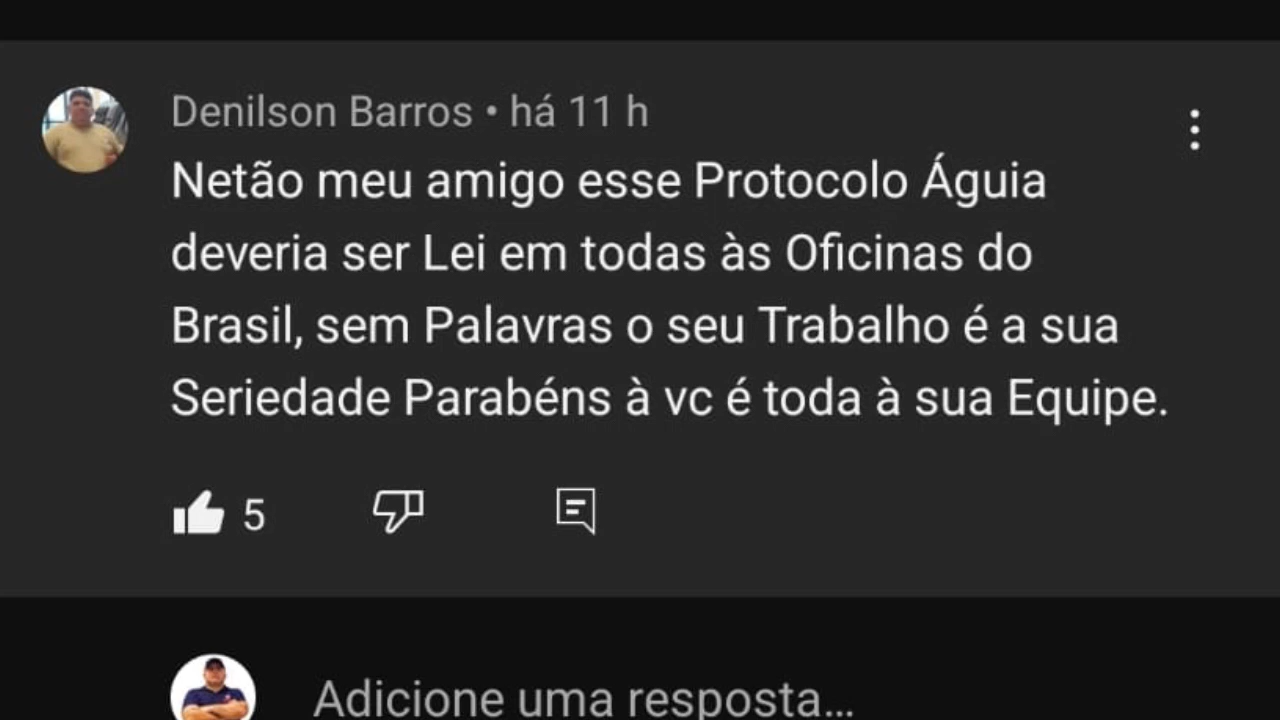 Denilson Barros • há 11 h
Netão meu amigo esse Protocolo Águia
deveria ser Lei em todas às Oficinas do
Brasil, sem Palavras o seu Trabalho é a sua
Seriedade Parabéns à vc é toda à sua Equipe.
5
Adicione uma resposta...